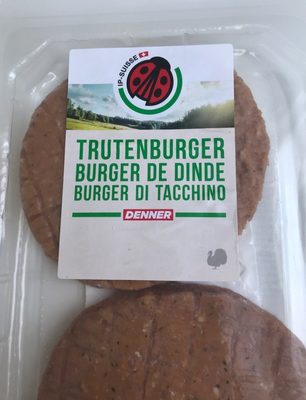 IP-SUISSE
TRUTENBURGER
BURGER DE DINDE
BURGER DI TACCHINO
DENNER